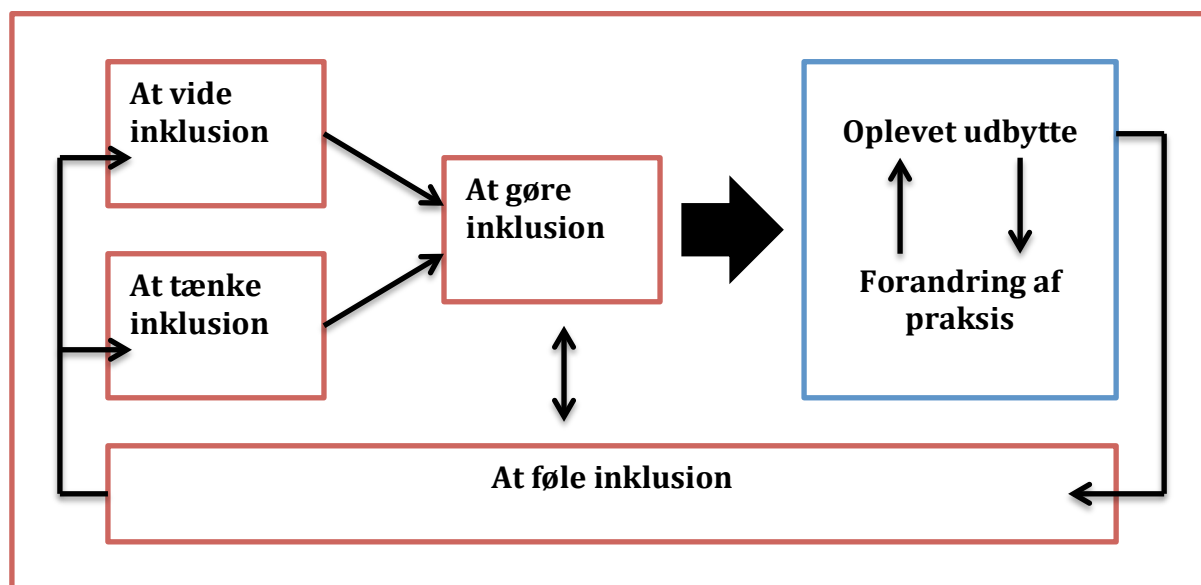 At vide
inklusion
At tænke
inklusion
At gøre
inklusion
Oplevet udbytte
Forandring af
praksis
At føle inklusion